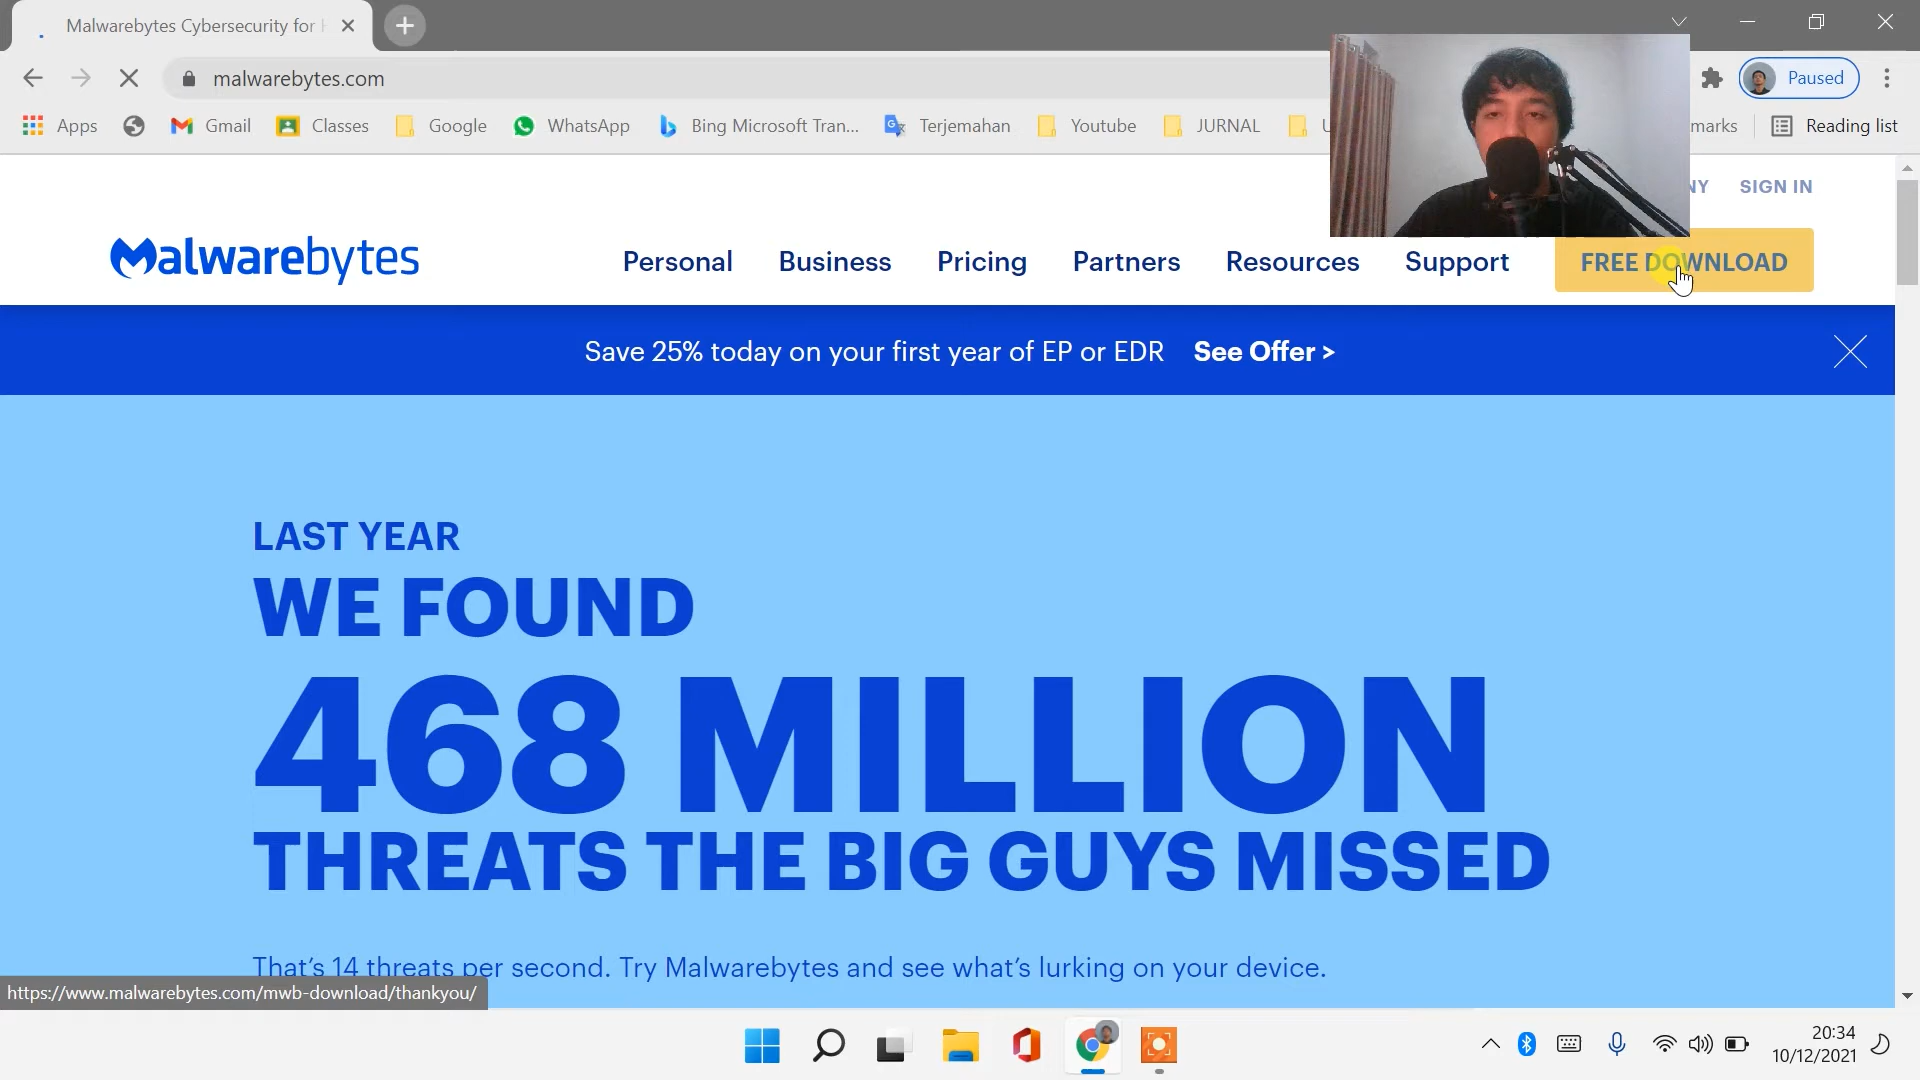 Malwarebytes Cybersecurity for
malwarebytes.com
Paused
Apps
Gmail
Classes
Google
WhatsApp
Bing Microsoft Tran...
Terjemahan
Youtube
JURNAL
Reading list
SIGN IN
Malwarebytes
Personal
Business
Pricing
Partners
Resources
Support
FREE DOWNLOAD
Save 25% today on your first year of EP or EDR See Offer >
LAST YEAR
WE FOUND
468 MILLION
THREATS THE BIG GUYS MISSED
That's 14 threats per second. Try Malwarebytes and see what's lurking on your device.
https://www.malwarebytes.com/mwb-download/thankyou/
20:34
10/12/2021